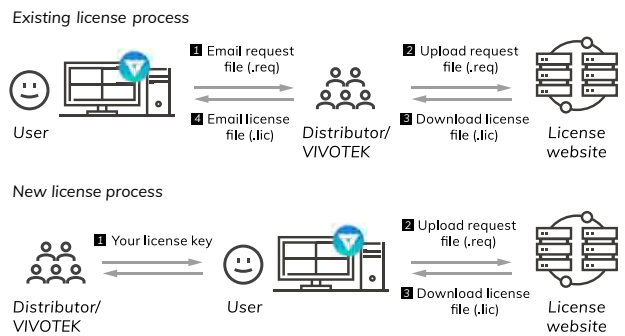 Existing license process
1 Email request
file (.req)
2 Upload request
file (.req)
4 Email license
file (.lic)
3 Download license
file (.lic)
User
Distributor/
VIVOTEK
License
website
New license process
1 Your license key
2 Upload request
file (.req)
3 Download license
file (.lic)
Distributor/
VIVOTEK
User
License
website